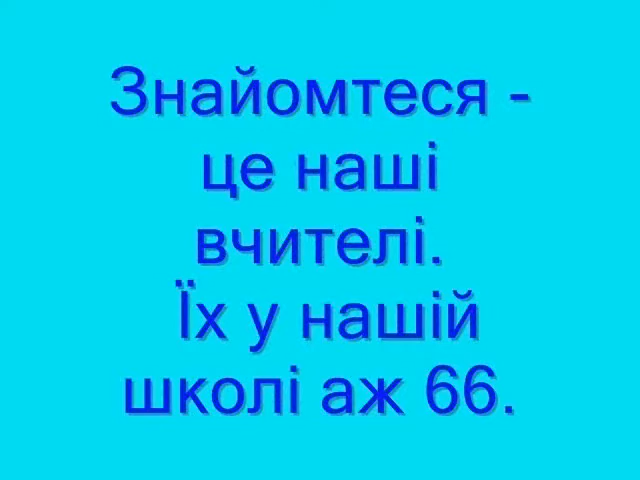 Знайомтеся -
це наші
вчителі.
Їх у нашій
школі аж 66.